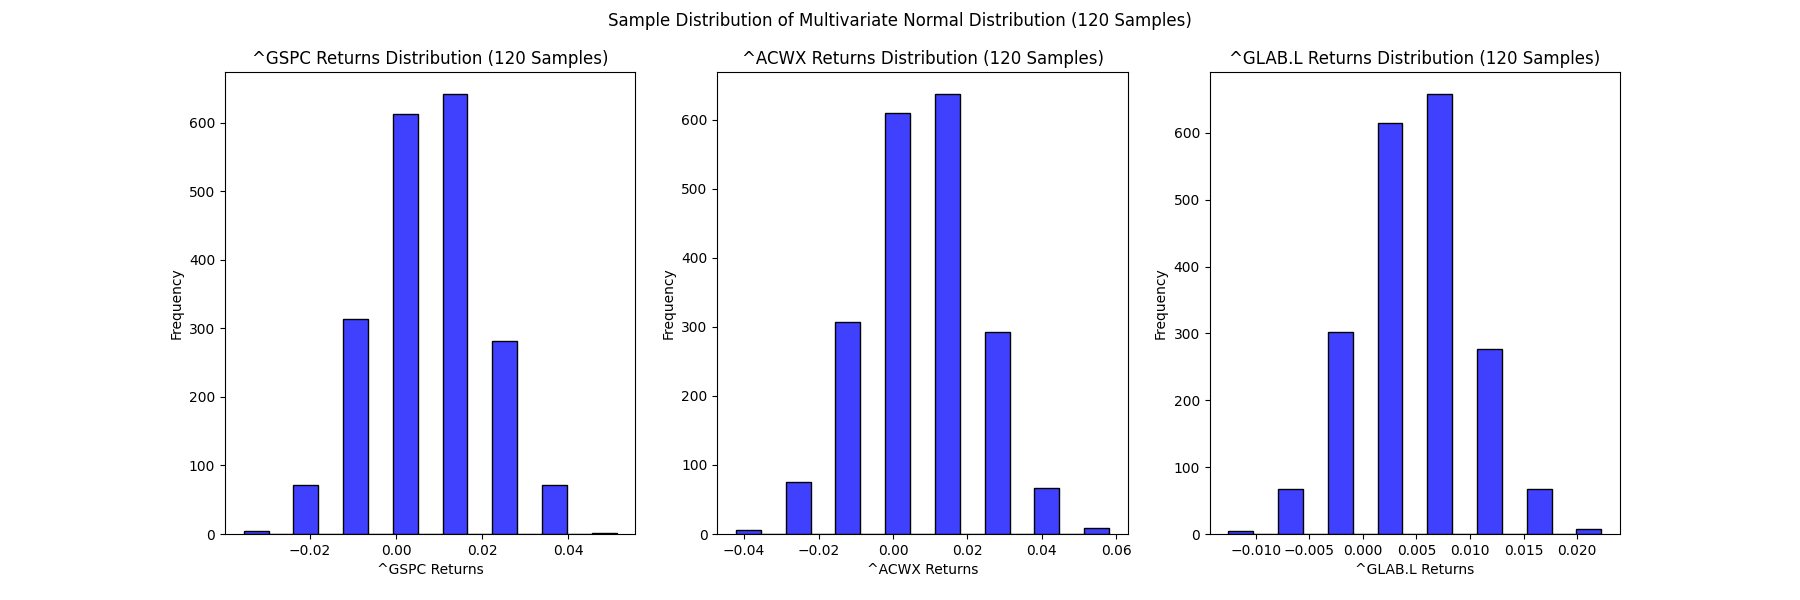 Sample Distribution of Multivariate Normal Distribution (120 Samples)
^GSPC Returns Distribution (120 Samples)
Frequency
600
500
400
300
200
100
0
−0.02 0.00 0.02 0.04
^GSPC Returns
^ACWX Returns Distribution (120 Samples)
Frequency
600
500
400
300
200
100
0
−0.04 −0.02 0.00 0.02 0.04 0.06
^ACWX Returns
^GLAB.L Returns Distribution (120 Samples)
Frequency
600
500
400
300
200
100
0
−0.010 −0.005 0.000 0.005 0.010 0.015 0.020
^GLAB.L Returns